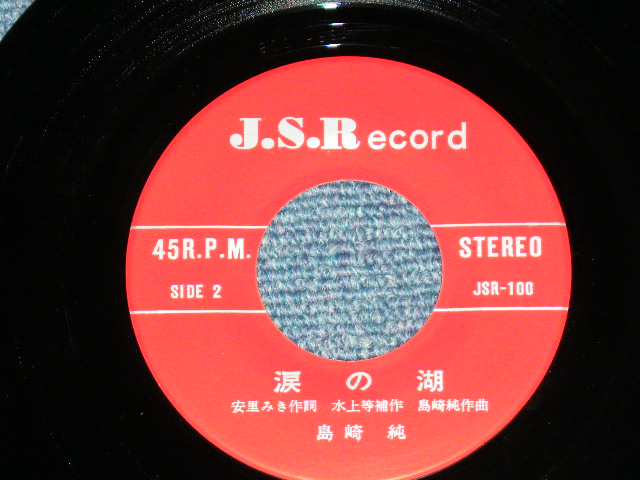 J.S.Record
45R.P.M. STEREO
SIDE 2 JSR-100
涙の湖
安里みき作詞 水上等補作 島崎純作曲
島崎純